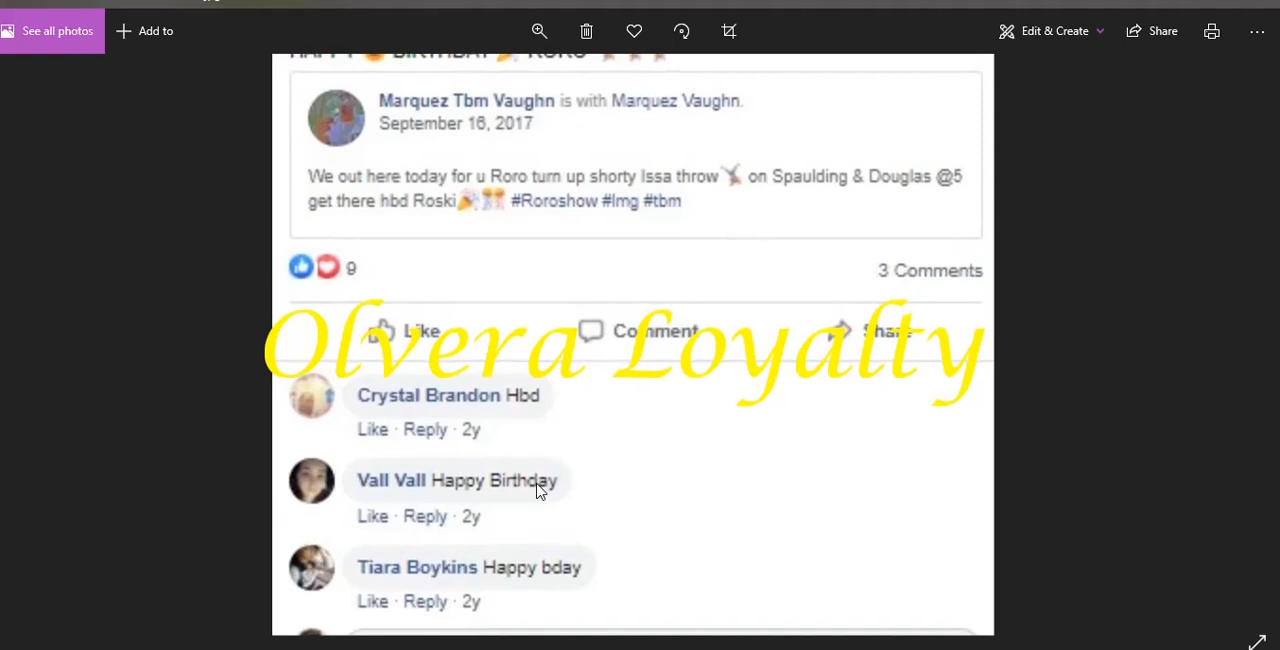 See all photos
Add to
Edit & Create
Share
HAPPY BIRTHDAY RORO
Marquez Tbm Vaughn is with Marquez Vaughn.
September 16, 2017
We out here today for u Roro turn up shorty Issa throw on Spaulding & Douglas @5
get there hbd Roski #Roroshow #lmg #tbm
9
3 Comments
Like
Comment
Share
Olvera Loyalty
Crystal Brandon Hbd
Like · Reply · 2y
Vall Vall Happy Birthday
Like · Reply · 2y
Tiara Boykins Happy bday
Like · Reply · 2y